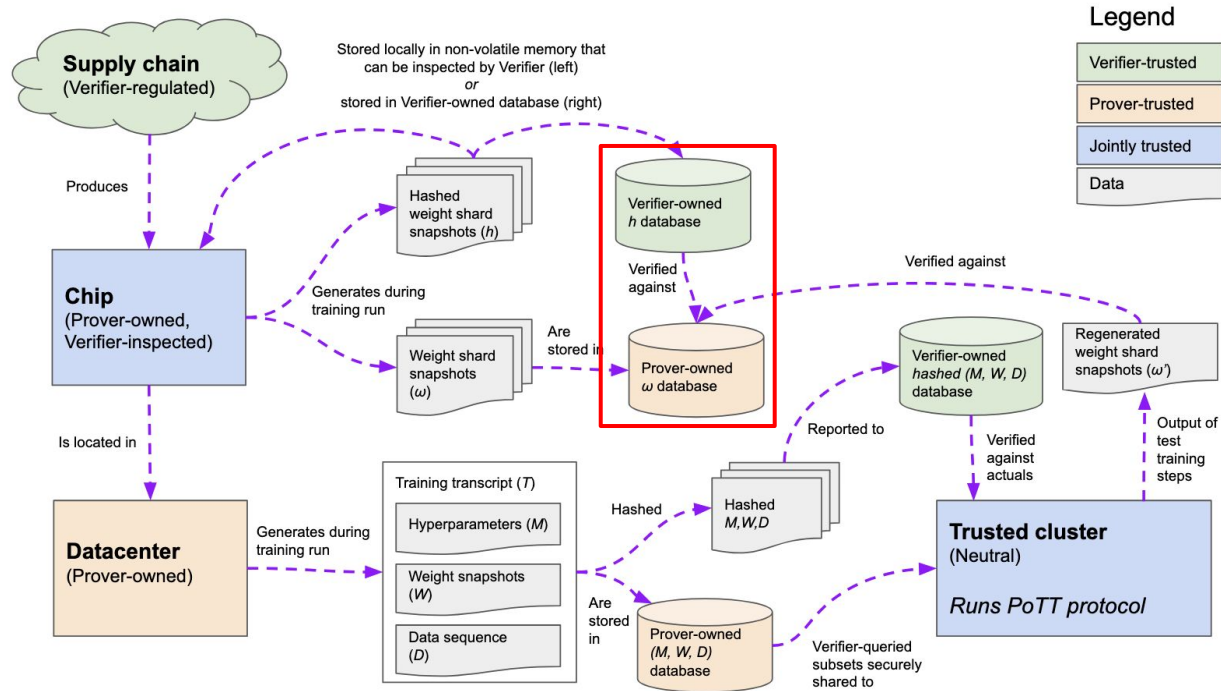 Supply chain
(Verifier-regulated)
Stored locally in non-volatile memory that
can be inspected by Verifier (left)
or
stored in Verifier-owned database (right)
Legend
Verifier-trusted
Prover-trusted
Jointly trusted
Data
Produces
Hashed
weight shard
snapshots (h)
Verifier-owned
h database
Verified
against
Verified against
Chip
(Prover-owned,
Verifier-inspected)
Generates during
training run
Weight shard
snapshots
(ω)
Are
stored in
Prover-owned
ω database
Verifier-owned
hashed (M, W, D)
database
Regenerated
weight shard
snapshots (ω')
Is located in
Reported to
Verified
against
actuals
Output of
test
training
steps
Datacenter
(Prover-owned)
Generates during
training run
Training transcript (T)
Hyperparameters (M)
Weight snapshots
(W)
Data sequence
(D)
Hashed
Hashed
M,W,D
Are
stored
in
Prover-owned
(M, W, D)
database
Verifier-queried
subsets securely
shared to
Trusted cluster
(Neutral)
Runs PoTT protocol